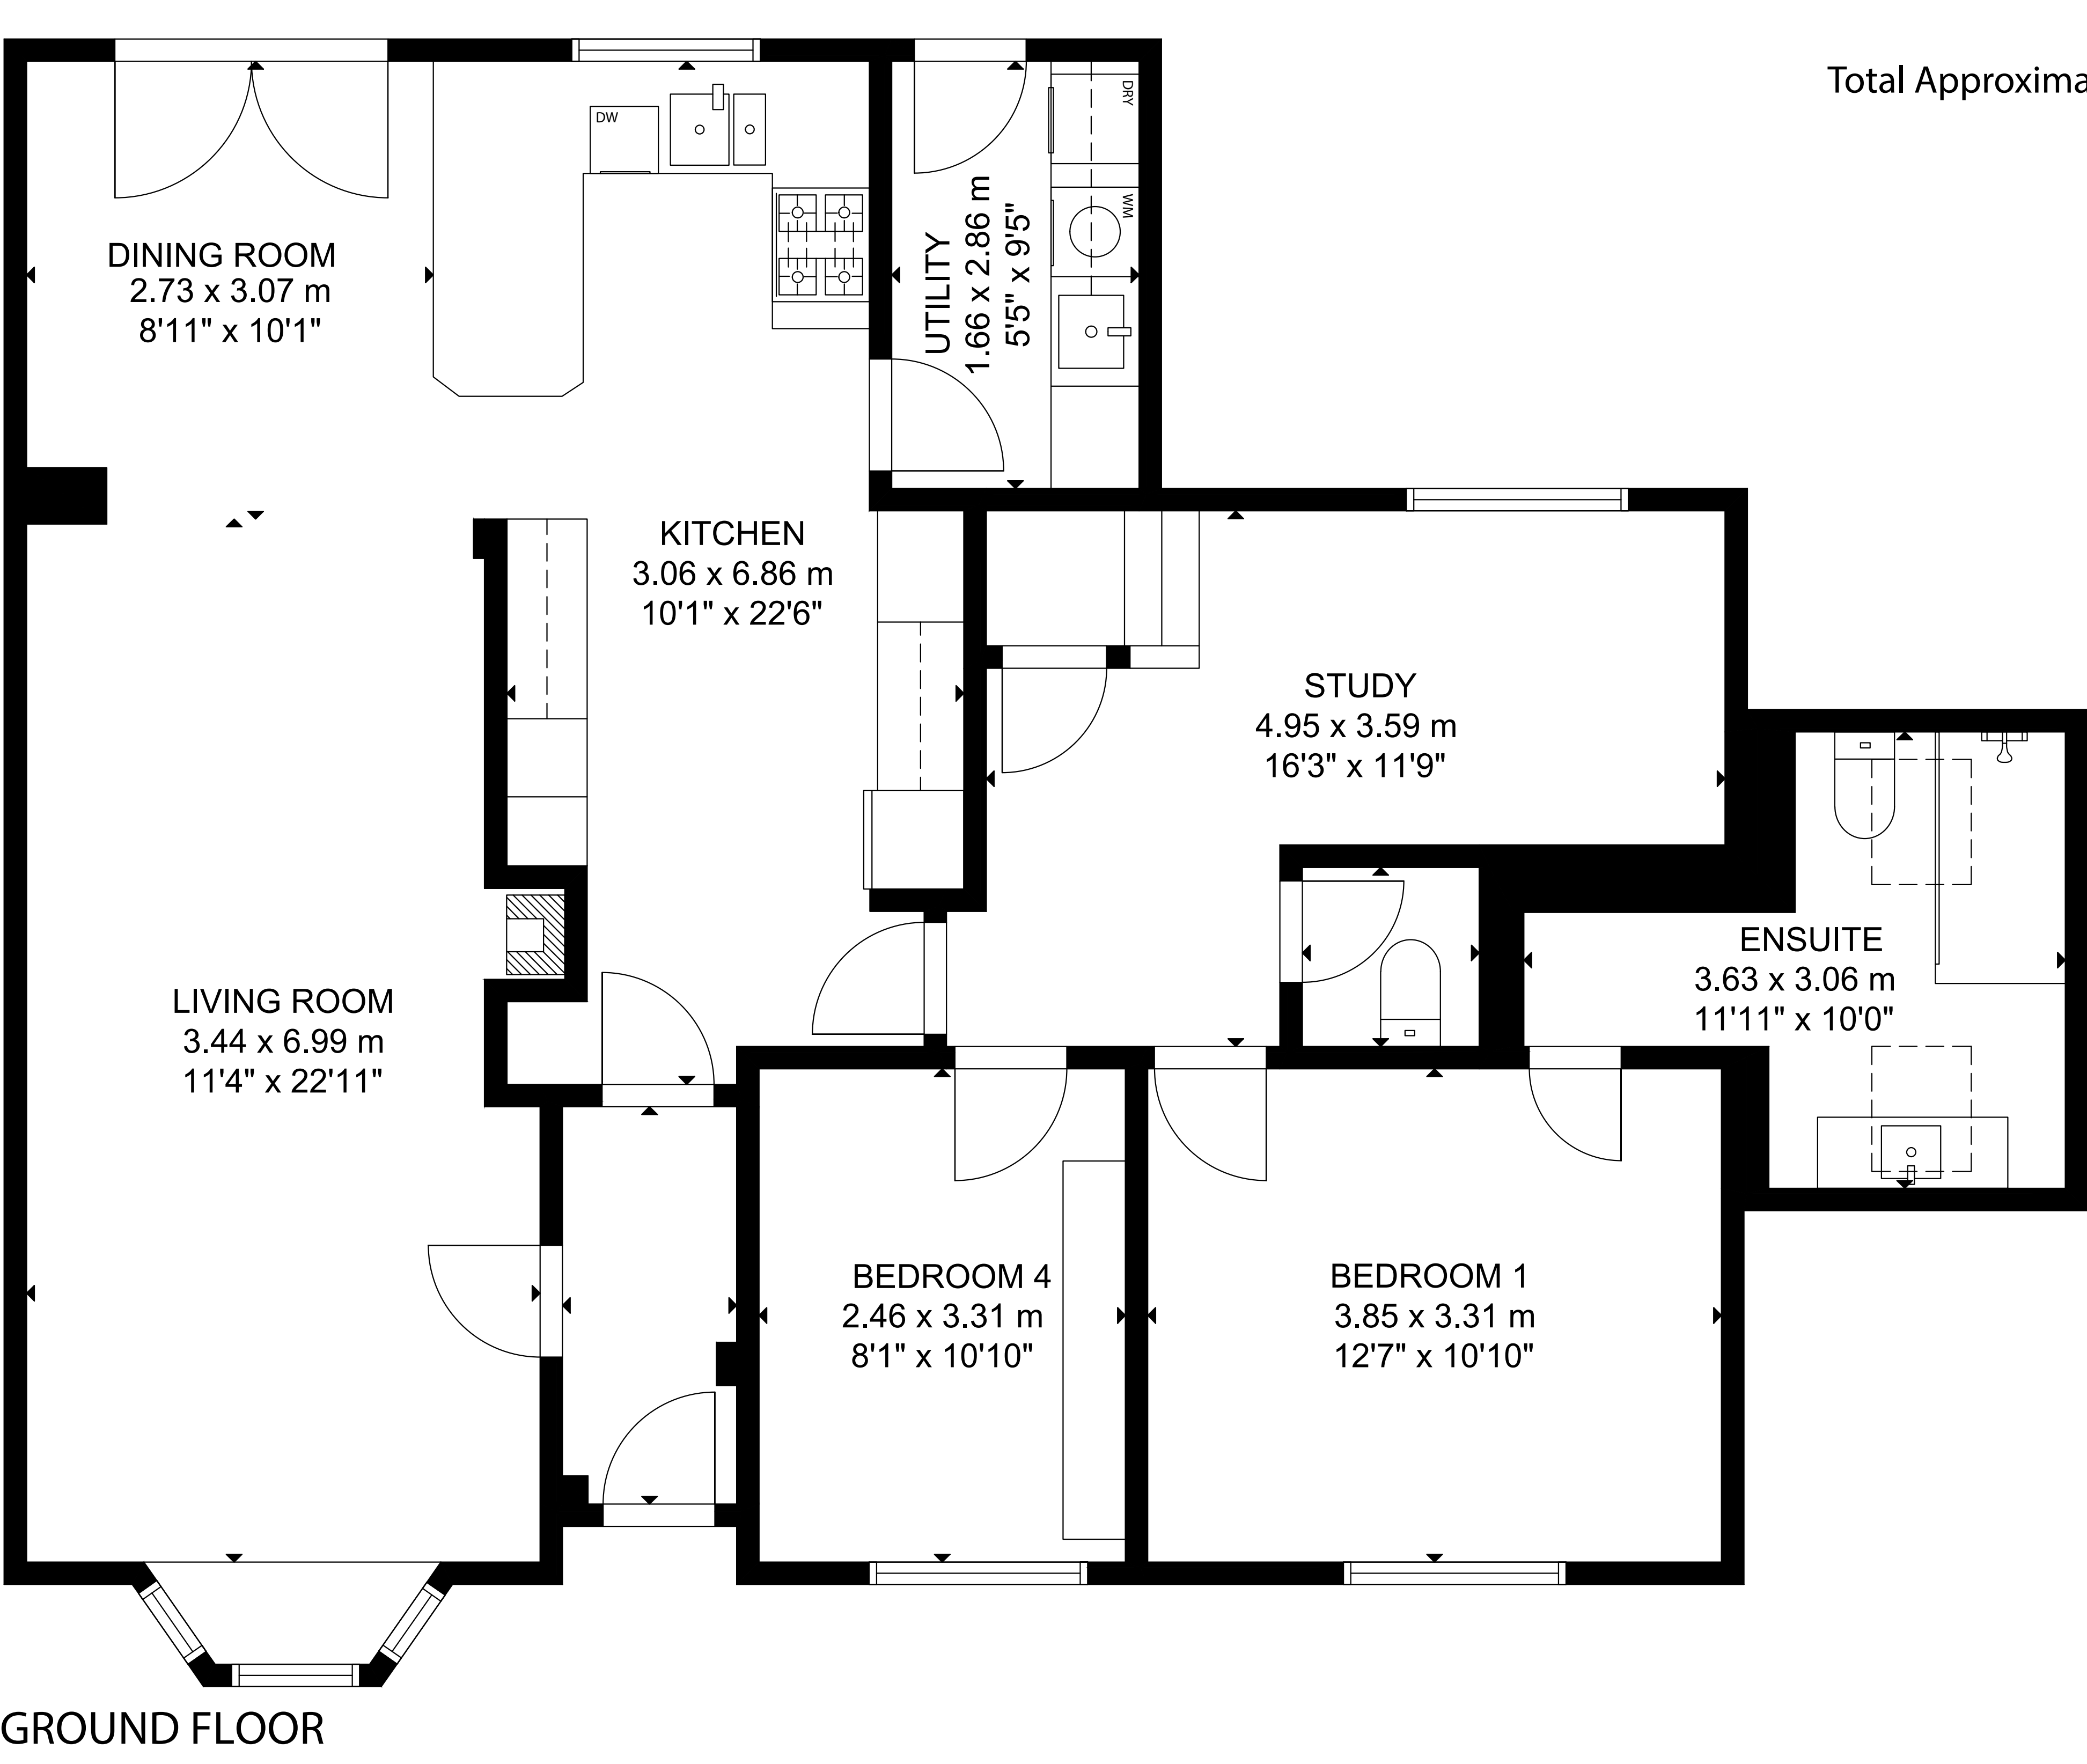 Total Approxima
DW
DRY
WM
DINING ROOM
2.73 x 3.07 m
8'11" x 10'1"
UTILITY
1.66 x 2.86 m
5'5" x 9'5"
KITCHEN
3.06 x 6.86 m
10'1" x 22'6"
STUDY
4.95 x 3.59 m
16'3" x 11'9"
ENSUITE
3.63 x 3.06 m
11'11" x 10'0"
LIVING ROOM
3.44 x 6.99 m
11'4" x 22'11"
BEDROOM 4
2.46 x 3.31 m
8'1" x 10'10"
BEDROOM 1
3.85 x 3.31 m
12'7" x 10'10"
GROUND FLOOR